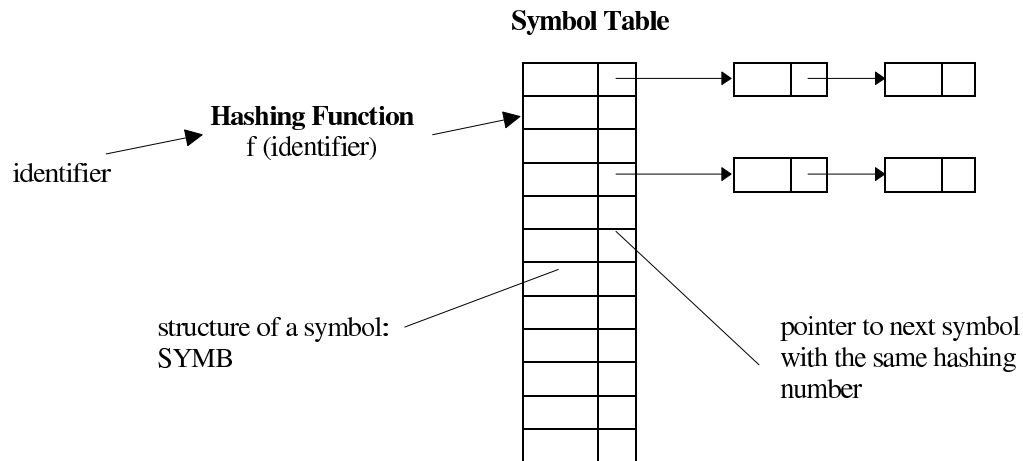 Symbol Table
Hashing Function
f (identifier)
identifier
structure of a symbol:
SYMB
pointer to next symbol
with the same hashing
number